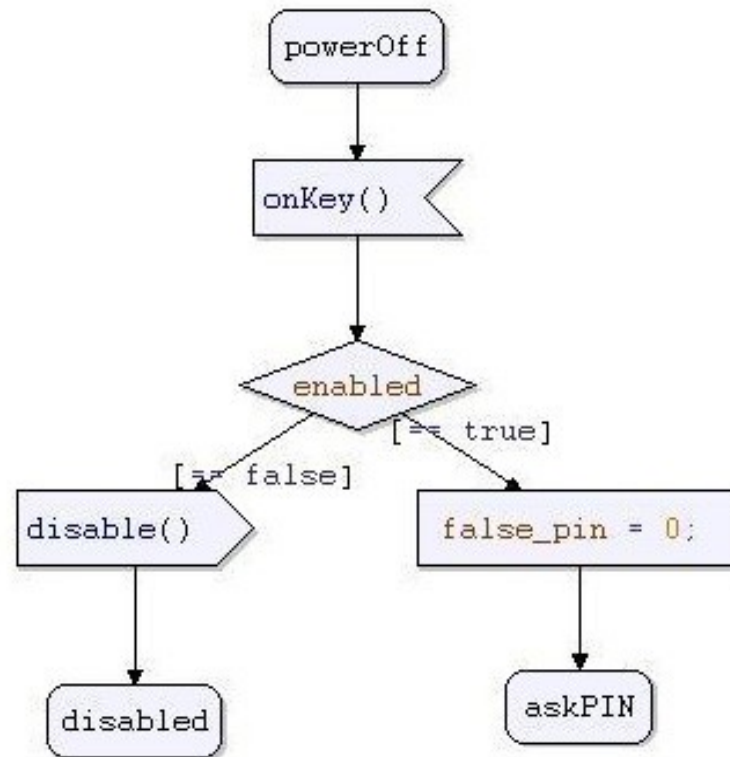 powerOff
onKey()
enabled
[== true]
[== false]
disable()
false_pin = 0;
disabled
askPIN